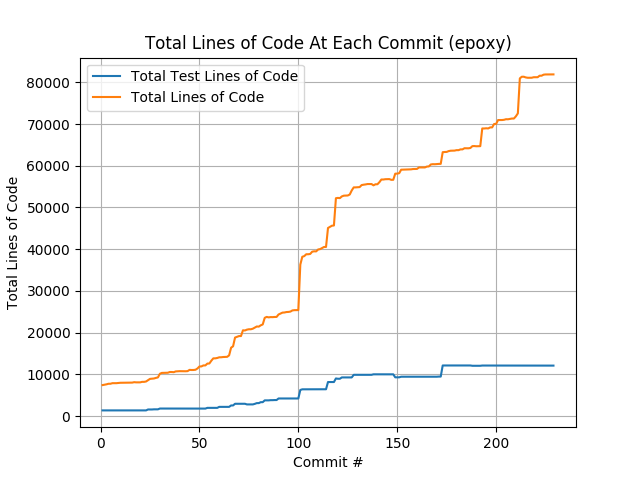 Total Lines of Code At Each Commit (epoxy)
Total Test Lines of Code
Total Lines of Code
80000
70000
60000
50000
40000
30000
20000
10000
0
Total Lines of Code
0 50 100 150 200
Commit #